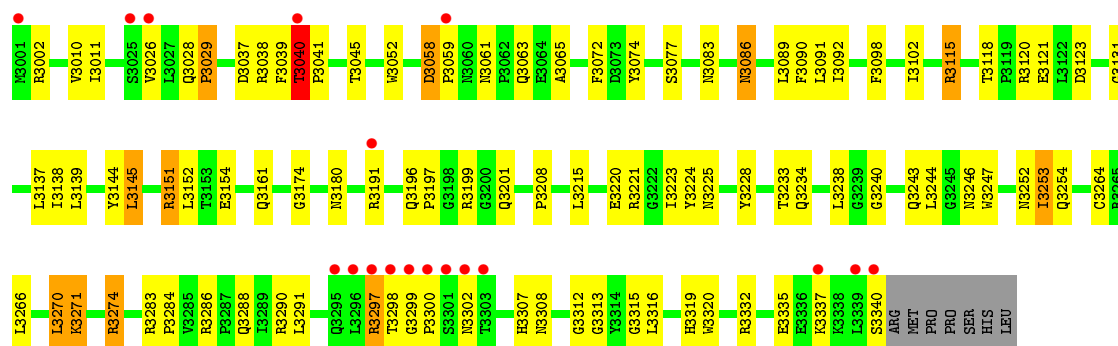 M3001 R3002 V3010 I3011 S3025 V3026 L3027 Q3028 P3029 D3037 R3038 F3039 T3040 P3041 T3045 W3052 D3058 P3059 N3060 N3061 P3062 Q3063 E3064 A3065 F3072 D3073 Y3074 S3077 N3083 N3086 L3089 F3090 L3091 I3092 F3098 I3102 R3115 T3118 P3119 R3120 E3121 L3122 D3123
L3137 I3138 L3139 Y3144 L3145 R3151 L3152 T3153 E3154 Q3161 G3174 N3180 R3191 Q3196 P3197 G3198 R3199 G3200 Q3201 P3208 L3215 E3220 R3221 G3222 I3223 Y3224 N3225 Y3228 T3233 Q3234 L3238 G3239 G3240 Q3243 L3244 G3245 N3246 W3247 N3252 I3253 Q3254 C3264
L3266 L3270 K3271 R3274 R3283 P3284 V3285 R3286 P3287 Q3288 I3289 R3290 L3291 Q3295 L3296 R3297 T3298 G3299 P3300 S3301 N3302 T3303 H3307 N3308 G3312 G3313 Y3314 G3315 L3316 H3319 W3320 R3332 E3335 E3336 K3337 K3338 L3339 S3340 ARG MET PRO PRO SER HIS LEU